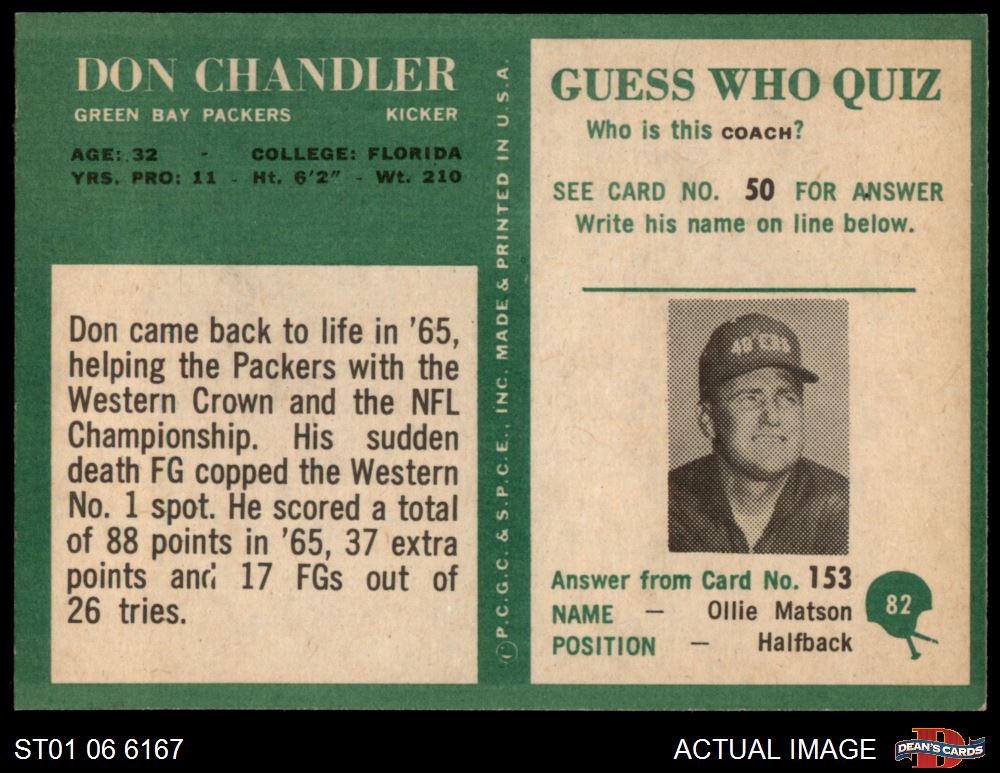 DON CHANDLER
GREEN BAY PACKERS KICKER
AGE: 32 - COLLEGE: FLORIDA
YRS. PRO: 11 - Ht. 6'2" - Wt. 210
Don came back to life in '65,
helping the Packers with the
Western Crown and the NFL
Championship. His sudden
death FG copped the Western
No. 1 spot. He scored a total
of 88 points in '65, 37 extra
points and 17 FGs out of
26 tries.
© P.C.G.C. & S.P.C.E., INC. MADE & PRINTED IN U.S.A.
GUESS WHO QUIZ
Who is this COACH?
SEE CARD NO. 50 FOR ANSWER
Write his name on line below.
49ERS
Answer from Card No. 153
NAME — Ollie Matson
POSITION — Halfback
82
ST01 06 6167
ACTUAL IMAGE
D
DEAN'S CARDS